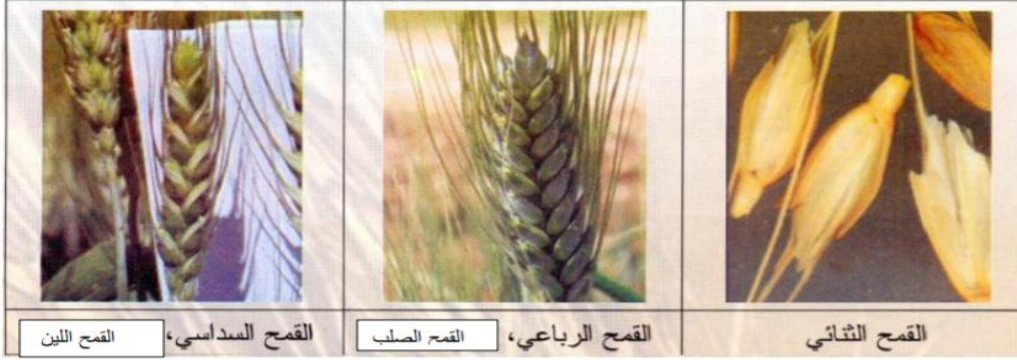 القمح الثنائي
القمح الرباعي، القمح الصلب
القمح السداسي، القمح اللين